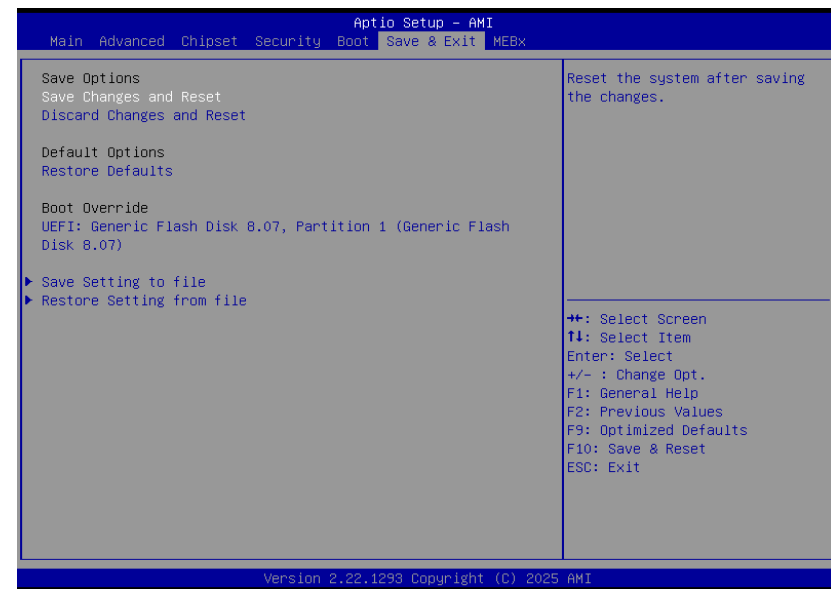 Aptio Setup – AMI
Main Advanced Chipset Security Boot Save & Exit MEBx
Save Options
Save Changes and Reset
Discard Changes and Reset
Default Options
Restore Defaults
Boot Override
UEFI: Generic Flash Disk 8.07, Partition 1 (Generic Flash
Disk 8.07)
▶ Save Setting to file
▶ Restore Setting from file
Reset the system after saving
the changes.
→←: Select Screen
↑↓: Select Item
Enter: Select
+/– : Change Opt.
F1: General Help
F2: Previous Values
F9: Optimized Defaults
F10: Save & Reset
ESC: Exit
Version 2.22.1293 Copyright (C) 2025 AMI